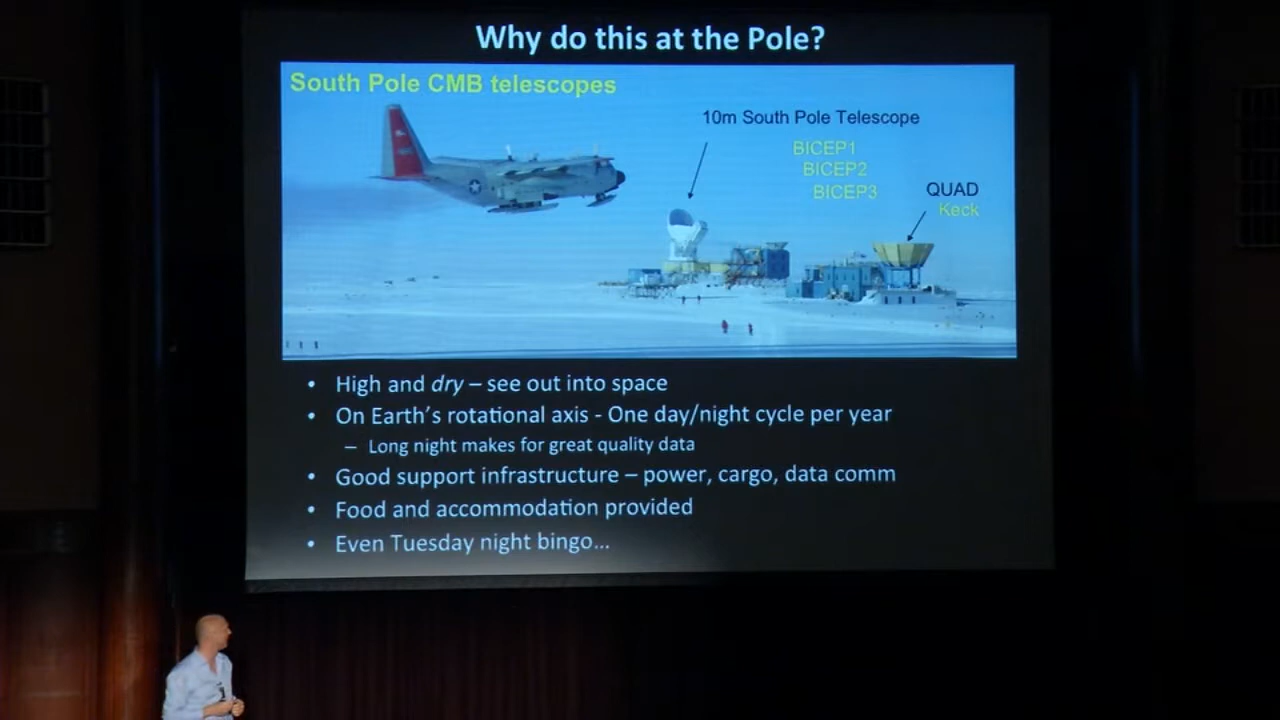 Why do this at the Pole?
South Pole CMB telescopes
10m South Pole Telescope
BICEP1
BICEP2
BICEP3
QUAD
Keck
• High and dry – see out into space
• On Earth's rotational axis - One day/night cycle per year
– Long night makes for great quality data
• Good support infrastructure – power, cargo, data comm
• Food and accommodation provided
• Even Tuesday night bingo...